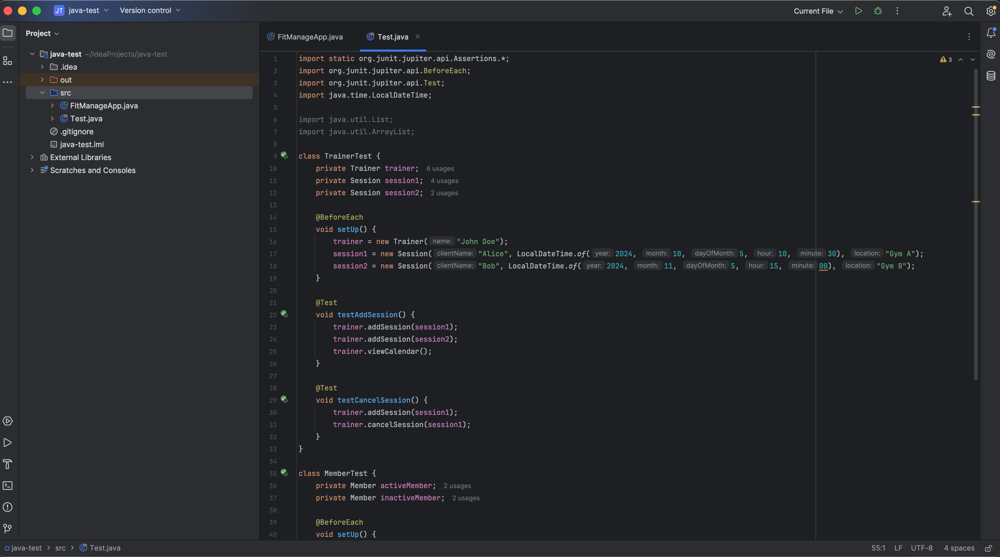 JT java-test Version control Current File
Project
java-test ~/IdeaProjects/java-test
.idea
out
src
FitManageApp.java
Test.java
.gitignore
java-test.iml
External Libraries
Scratches and Consoles
FitManageApp.java Test.java
3
1 import static org.junit.jupiter.api.Assertions.*;
2 import org.junit.jupiter.api.BeforeEach;
3 import org.junit.jupiter.api.Test;
4 import java.time.LocalDateTime;
5
6 import java.util.List;
7 import java.util.ArrayList;
8
9 class TrainerTest {
10 private Trainer trainer; 6 usages
11 private Session session1; 4 usages
12 private Session session2; 2 usages
13
14 @BeforeEach
15 void setUp() {
16 trainer = new Trainer( name: "John Doe");
17 session1 = new Session( clientName: "Alice", LocalDateTime.of( year: 2024, month: 10, dayOfMonth: 5, hour: 10, minute: 30), location: "Gym A");
18 session2 = new Session( clientName: "Bob", LocalDateTime.of( year: 2024, month: 11, dayOfMonth: 5, hour: 15, minute: 00), location: "Gym B");
19 }
20
21 @Test
22 void testAddSession() {
23 trainer.addSession(session1);
24 trainer.addSession(session2);
25 trainer.viewCalendar();
26 }
27
28 @Test
29 void testCancelSession() {
30 trainer.addSession(session1);
31 trainer.cancelSession(session1);
32 }
33 }
34
35 class MemberTest {
36 private Member activeMember; 2 usages
37 private Member inactiveMember; 2 usages
38
39 @BeforeEach
40 void setUp() {
java-test > src > Test.java 55:1 LF UTF-8 4 spaces